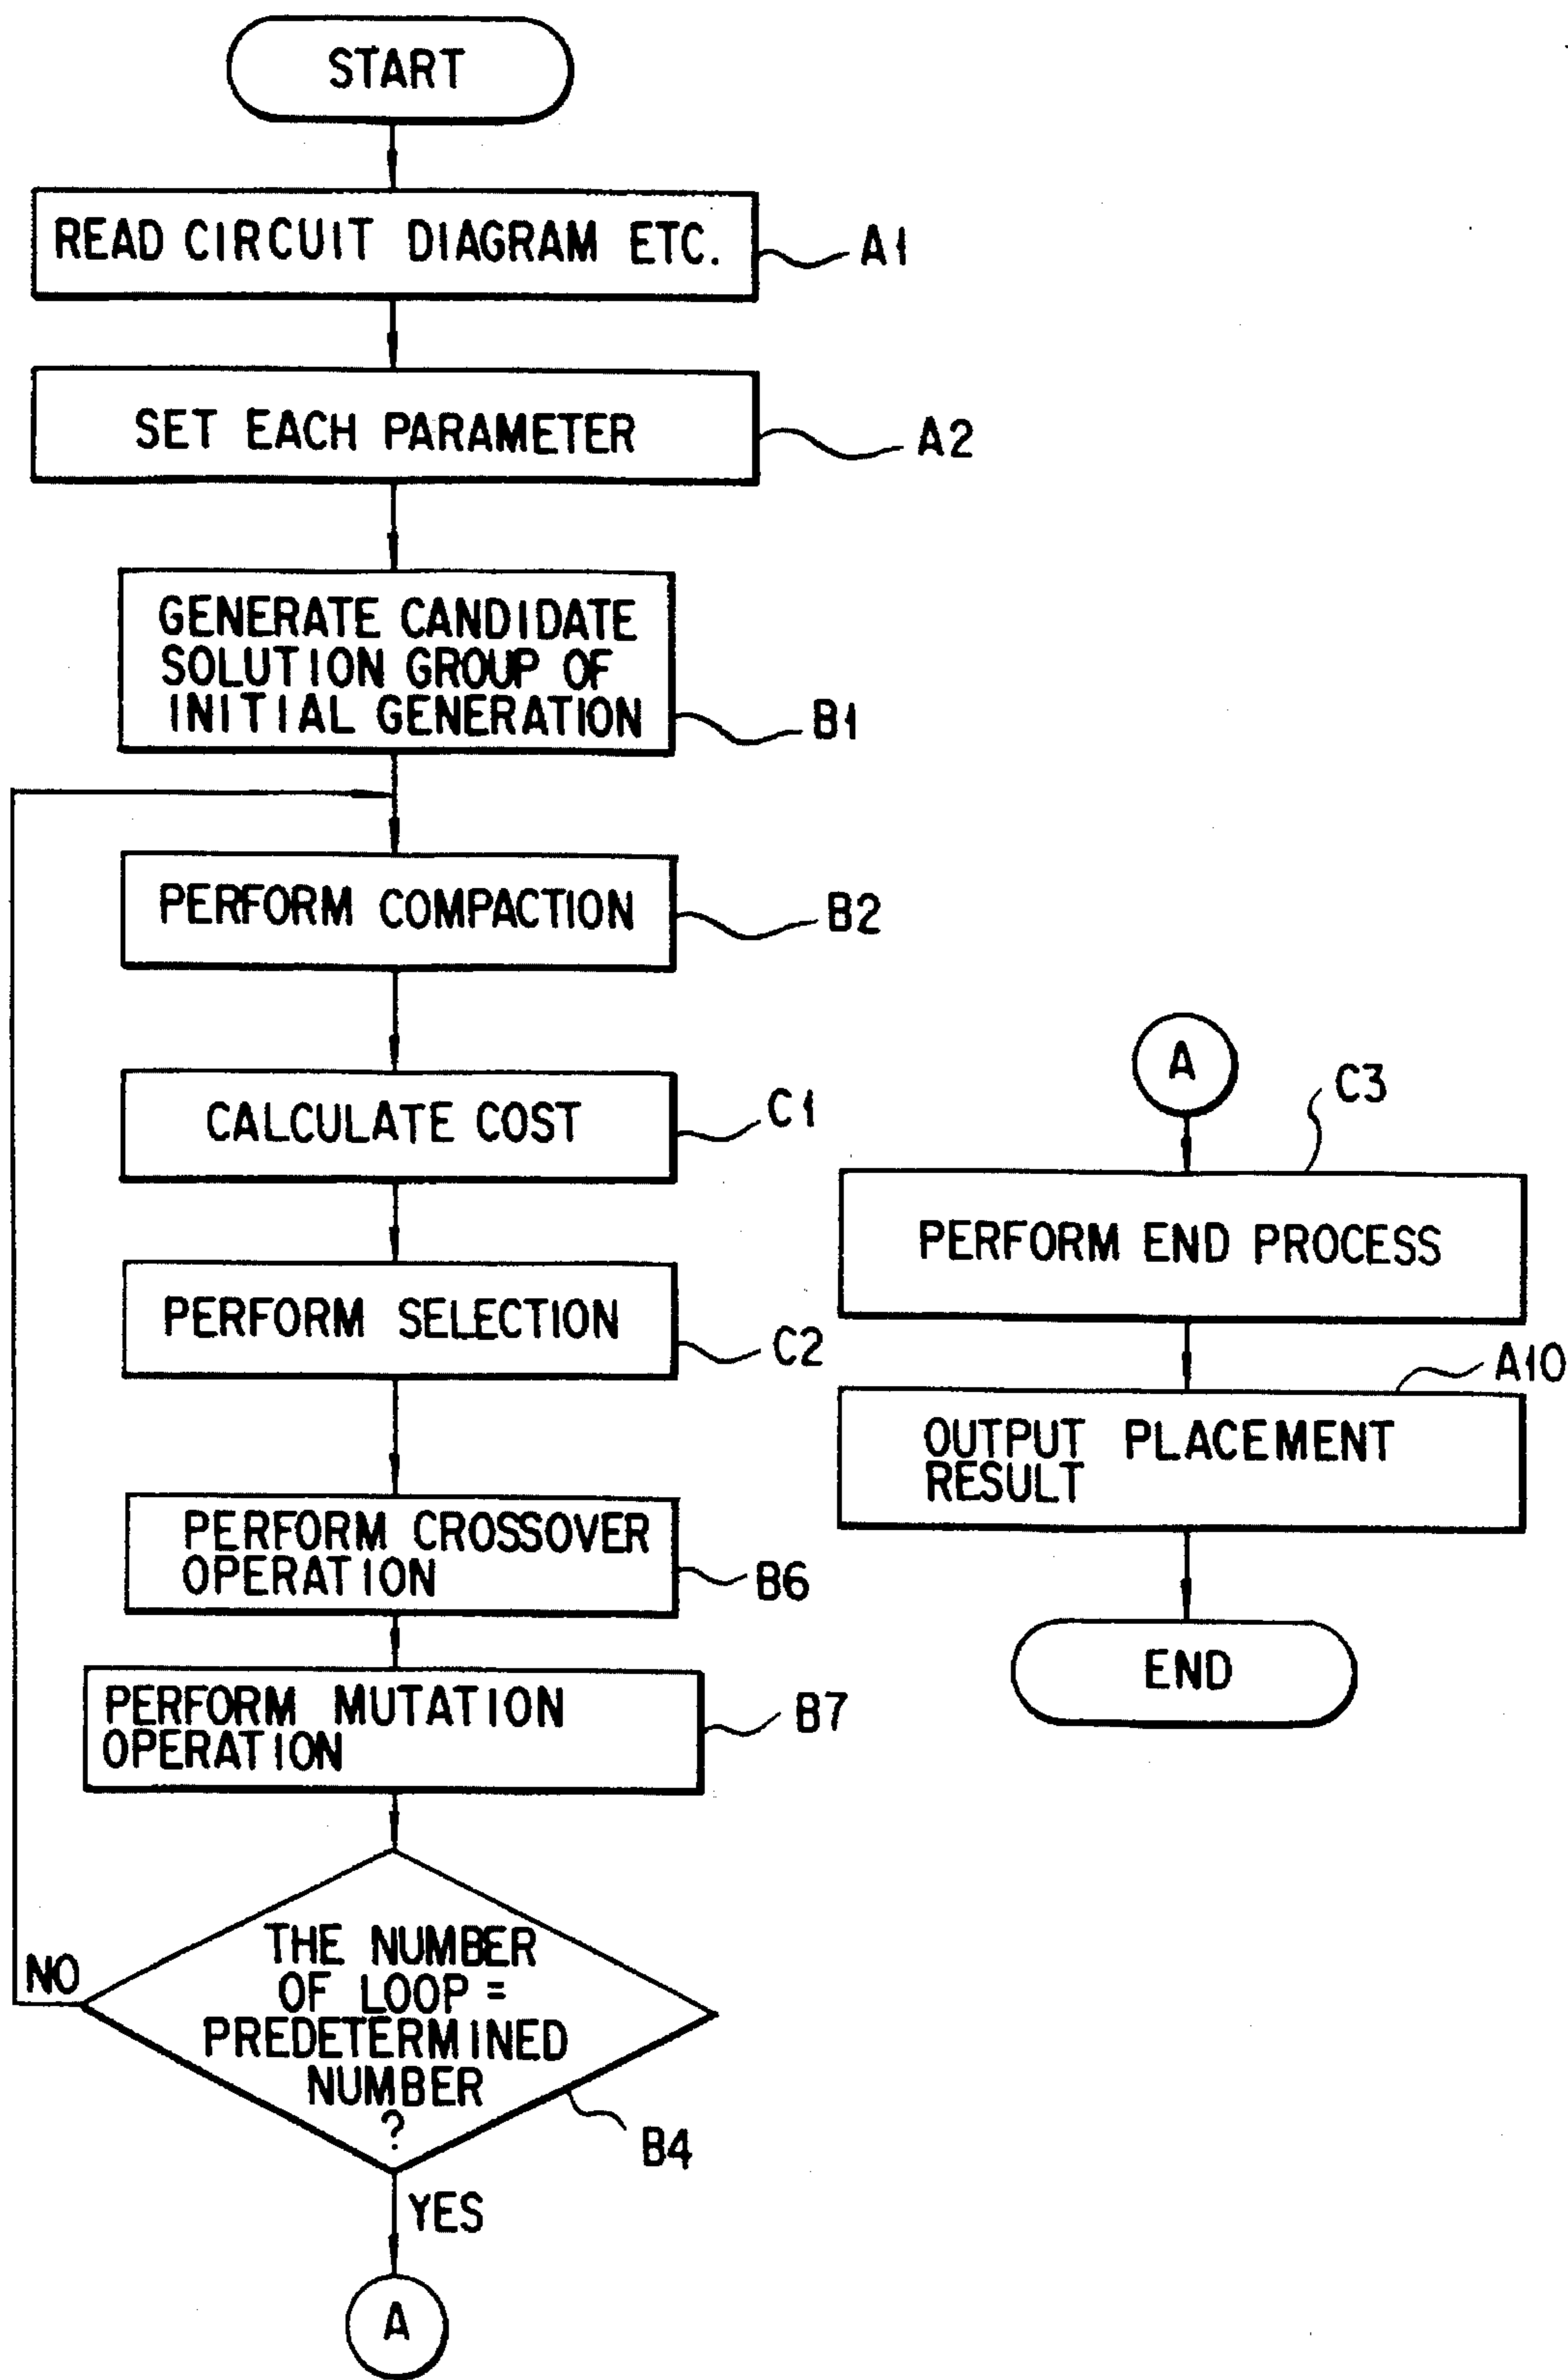 START
READ CIRCUIT DIAGRAM ETC.
A1
SET EACH PARAMETER
A2
GENERATE CANDIDATE
SOLUTION GROUP OF
INITIAL GENERATION
B1
PERFORM COMPACTION
B2
CALCULATE COST
C1
PERFORM SELECTION
C2
PERFORM CROSSOVER
OPERATION
B6
PERFORM MUTATION
OPERATION
B7
THE NUMBER
OF LOOP =
PREDETERMINED
NUMBER
?
B4
NO
YES
A
A
C3
PERFORM END PROCESS
A10
OUTPUT PLACEMENT
RESULT
END